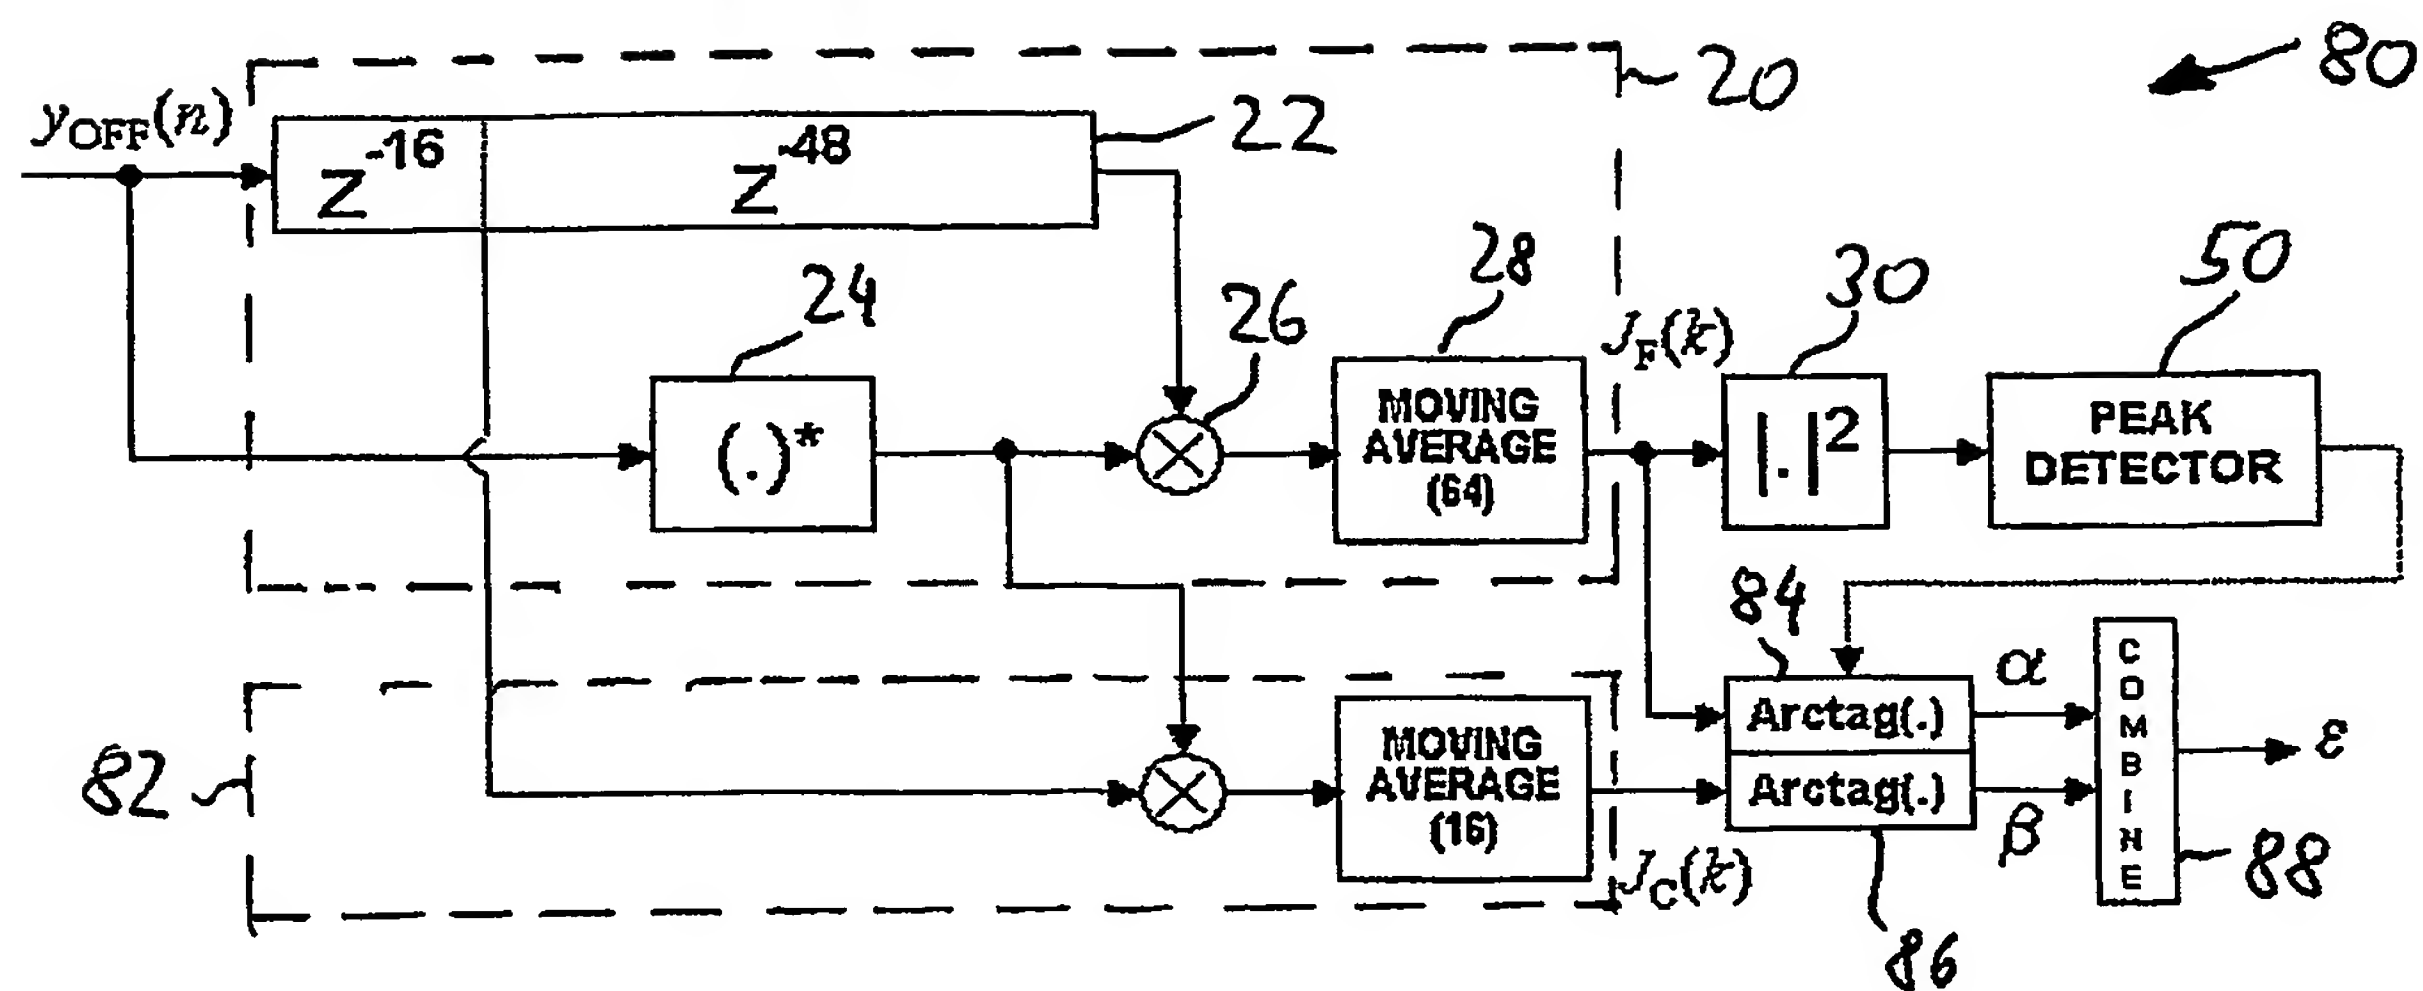 20
80
yOFF(n)
Z-16
Z-48
22
24
26
28
JF(k)
30
50
(.)*
MOVING
AVERAGE
(64)
|.|2
PEAK
DETECTOR
84
82
MOVING
AVERAGE
(16)
JC(k)
Arctag(.)
Arctag(.)
α
β
COMBINE
ε
88
86